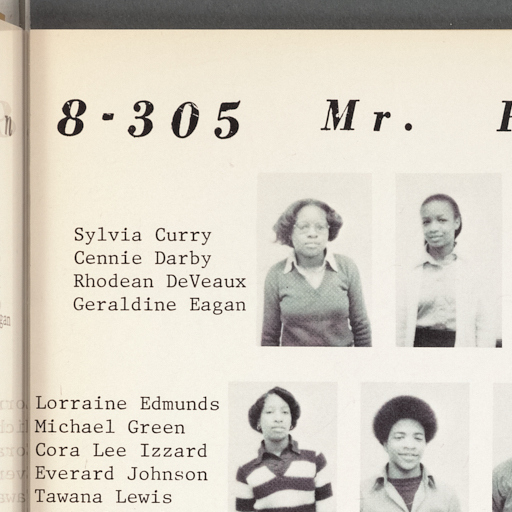 8-305 Mr.
Sylvia Curry
Cennie Darby
Rhodean DeVeaux
Geraldine Eagan
Lorraine Edmunds
Michael Green
Cora Lee Izzard
Everard Johnson
Tawana Lewis